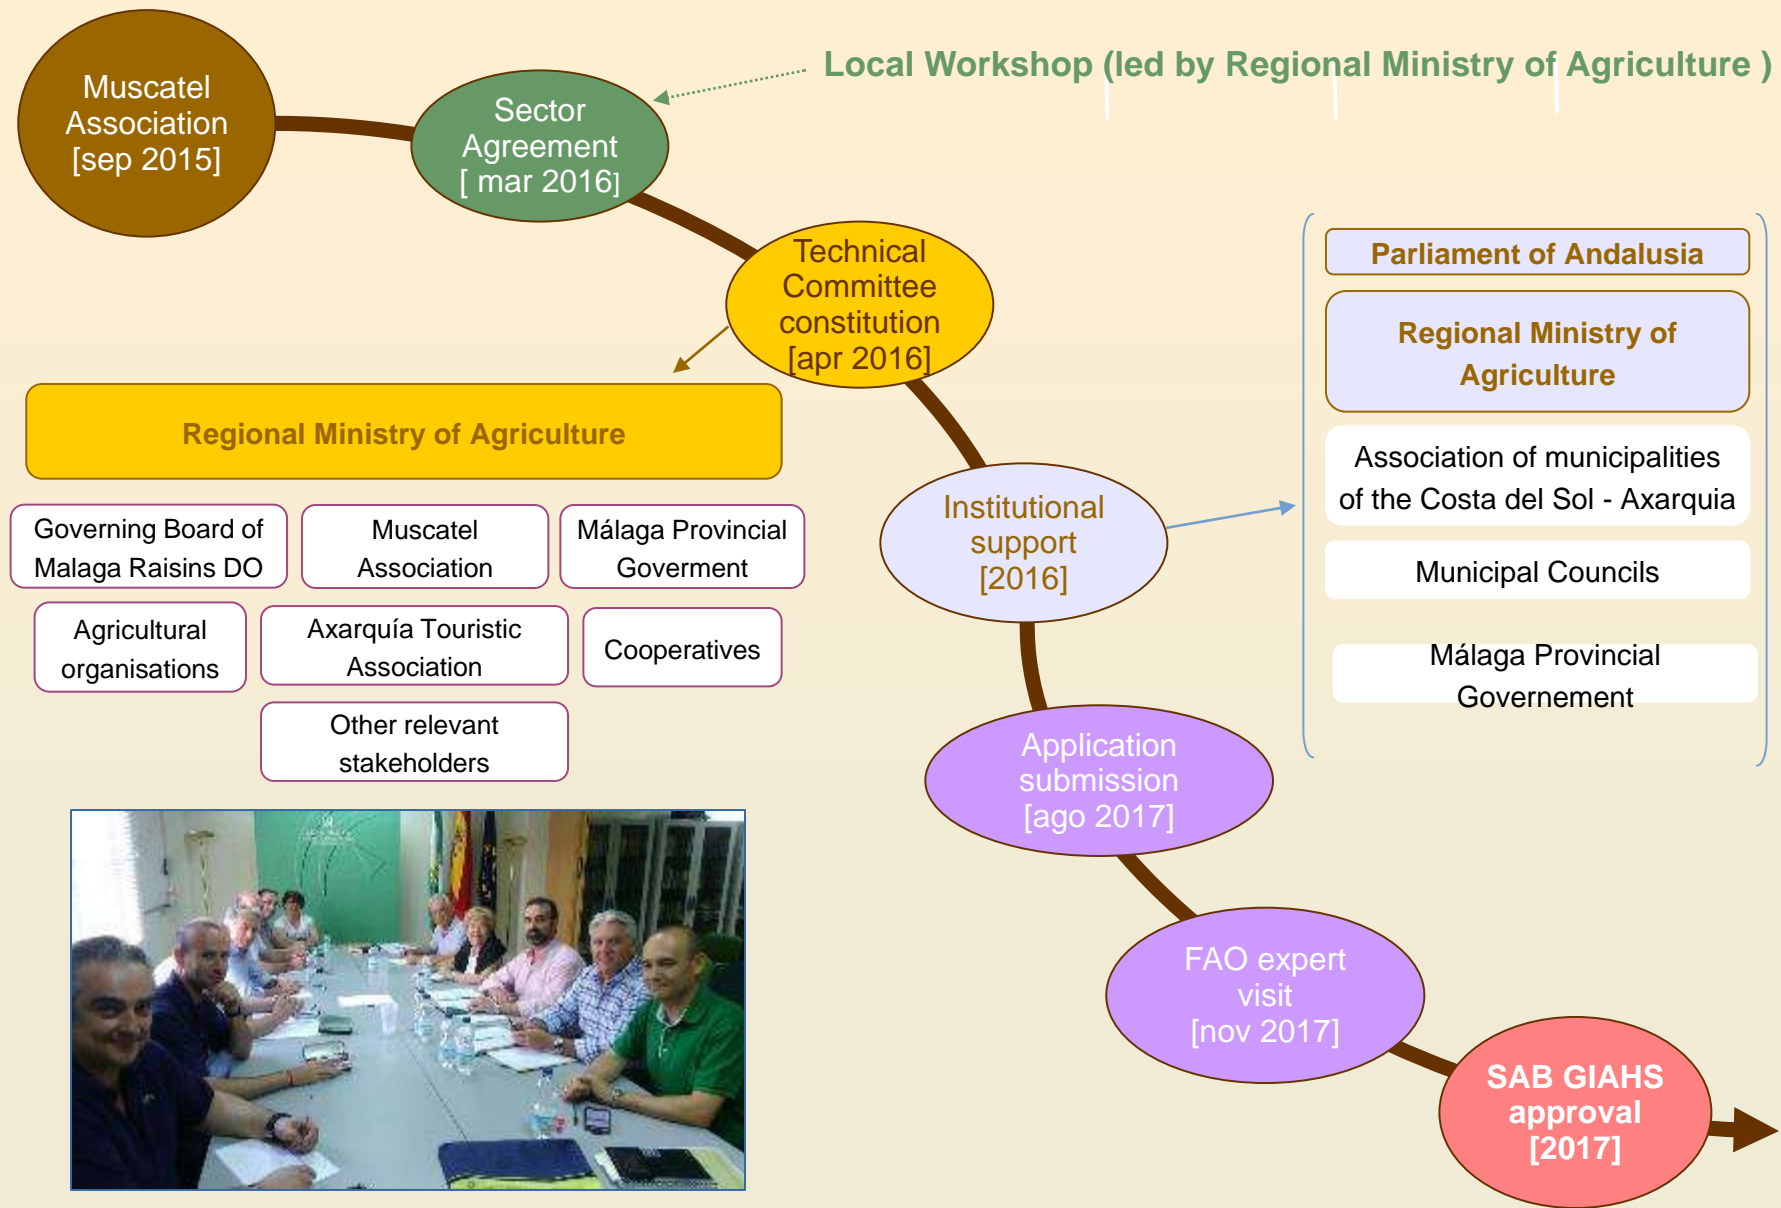 Muscatel
Association
[sep 2015]
Sector
Agreement
[ mar 2016]
Local Workshop (led by Regional Ministry of Agriculture )
Technical
Committee
constitution
[apr 2016]
Regional Ministry of Agriculture
Governing Board of
Malaga Raisins DO
Muscatel
Association
Málaga Provincial
Goverment
Agricultural
organisations
Axarquía Touristic
Association
Cooperatives
Other relevant
stakeholders
Institutional
support
[2016]
Parliament of Andalusia
Regional Ministry of
Agriculture
Association of municipalities
of the Costa del Sol - Axarquia
Municipal Councils
Málaga Provincial
Governement
Application
submission
[ago 2017]
FAO expert
visit
[nov 2017]
SAB GIAHS
approval
[2017]